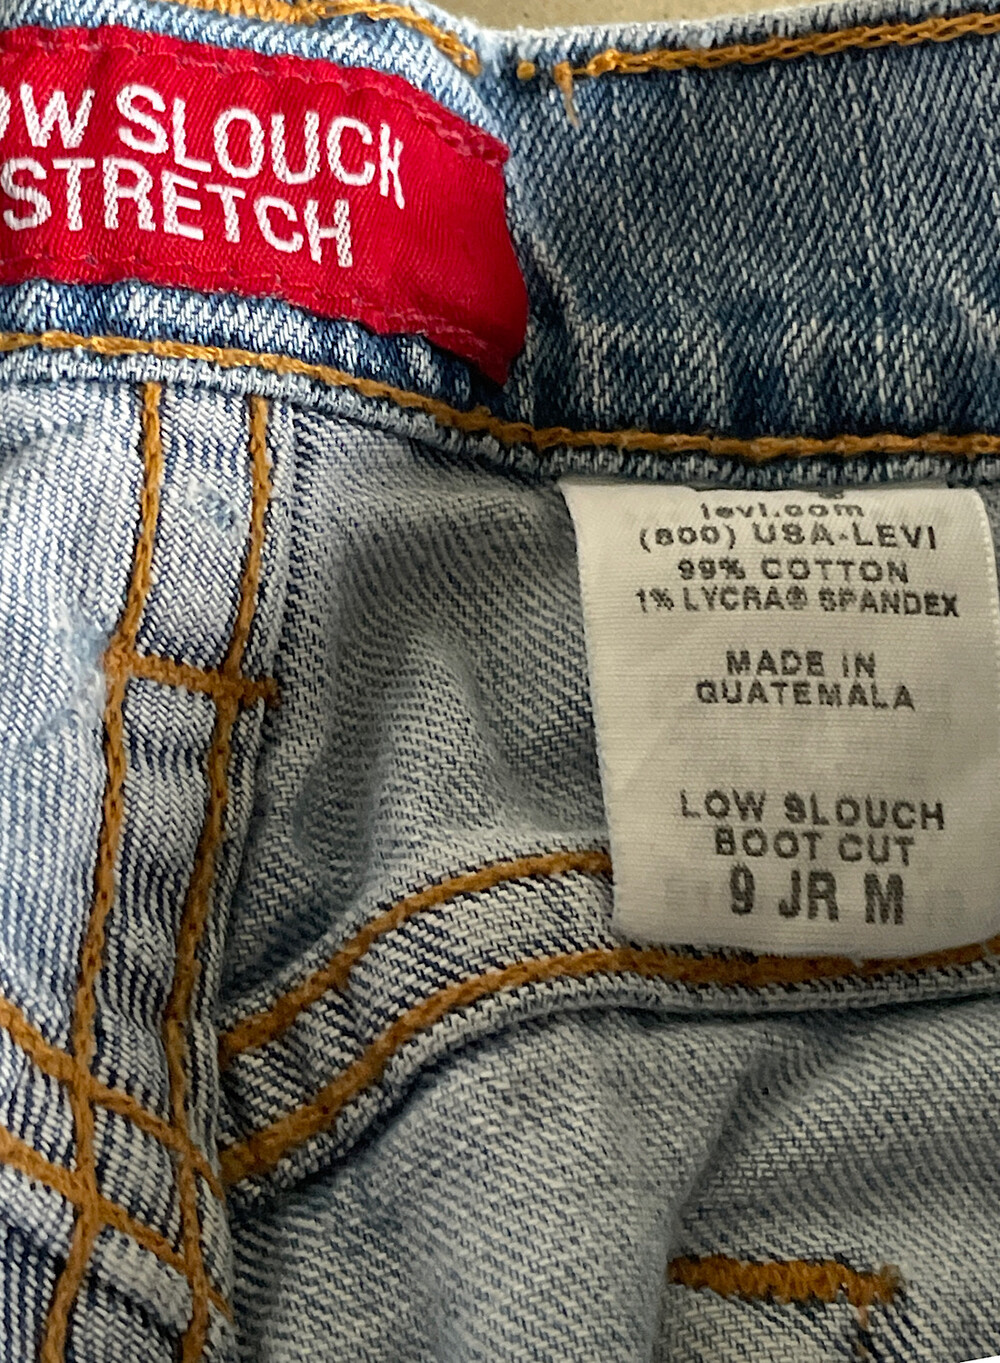 OW SLOUCH
STRETCH
levi.com
(800) USA-LEVI
99% COTTON
1% LYCRA® SPANDEX
MADE IN
GUATEMALA
LOW SLOUCH
BOOT CUT
9 JR M